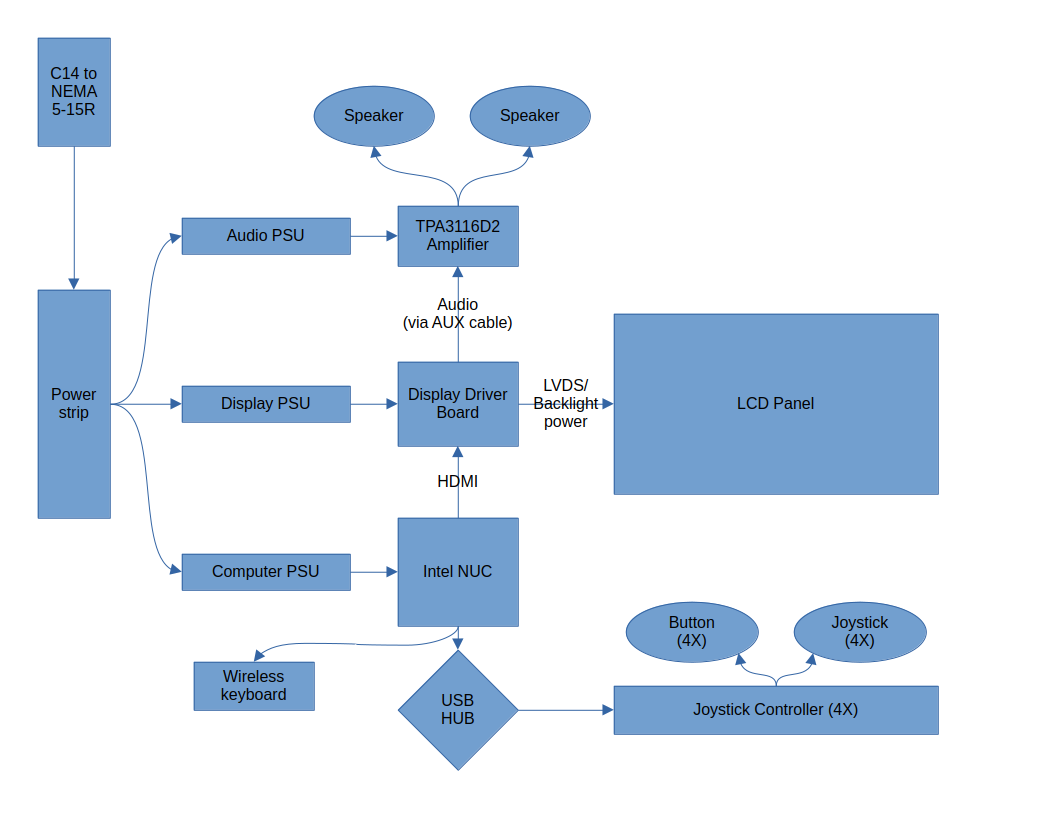 C14 to
NEMA
5-15R
Speaker
Speaker
Audio PSU
TPA3116D2
Amplifier
Audio
(via AUX cable)
Power
strip
Display PSU
Display Driver
Board
LVDS/
Backlight
power
LCD Panel
HDMI
Computer PSU
Intel NUC
Button
(4X)
Joystick
(4X)
Wireless
keyboard
USB
HUB
Joystick Controller (4X)